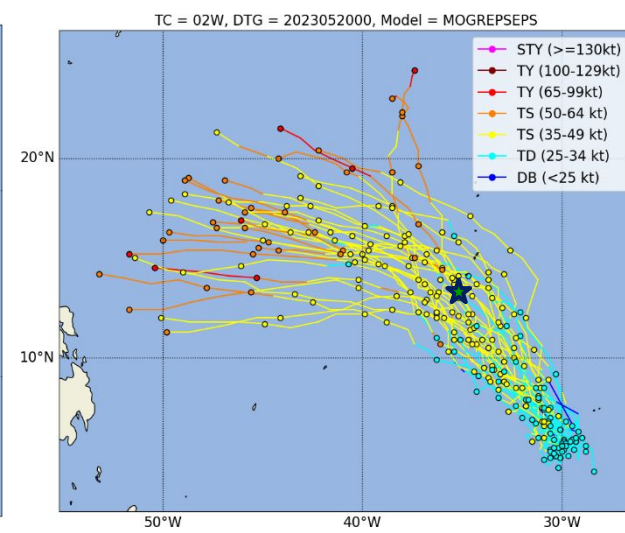 TC = 02W, DTG = 2023052000, Model = MOGREPSEPS
STY (>=130kt)
TY (100-129kt)
TY (65-99kt)
TS (50-64 kt)
TS (35-49 kt)
TD (25-34 kt)
DB (<25 kt)
20°N
10°N
50°W
40°W
30°W